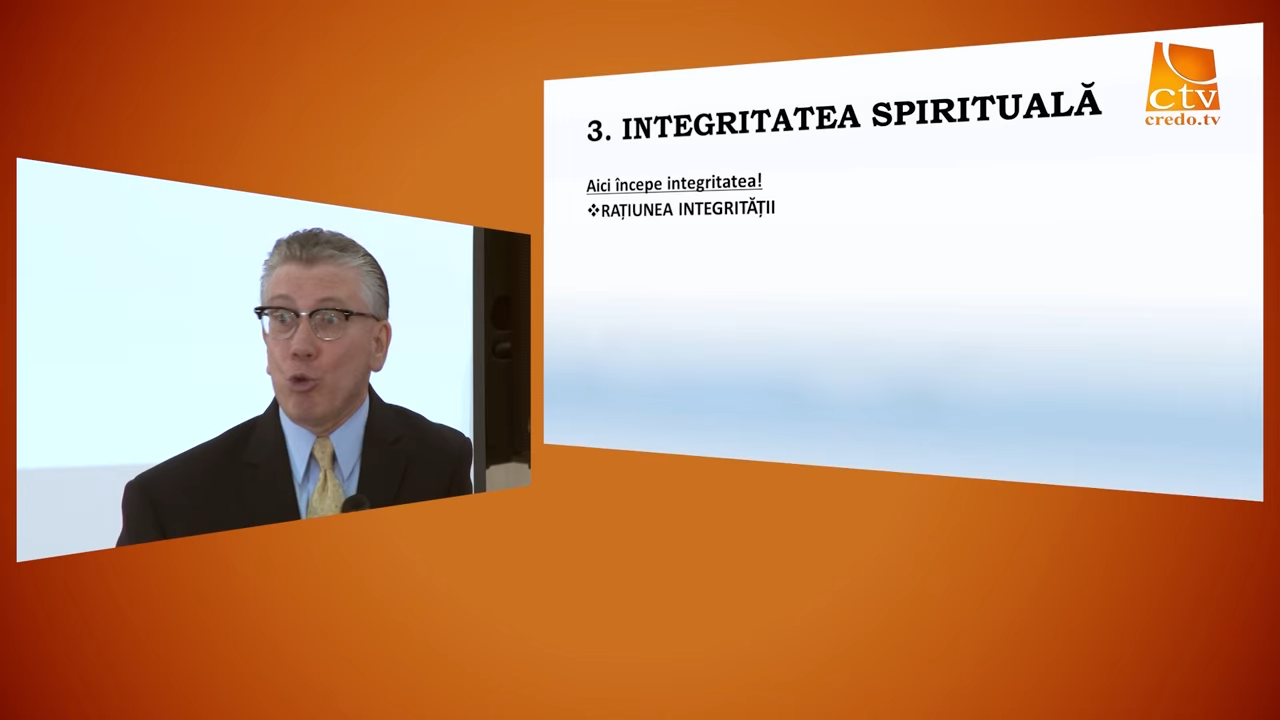 3. INTEGRITATEA SPIRITUALĂ
ctv
credo.tv
Aici începe integritatea!
❖RAȚIUNEA INTEGRITĂȚII